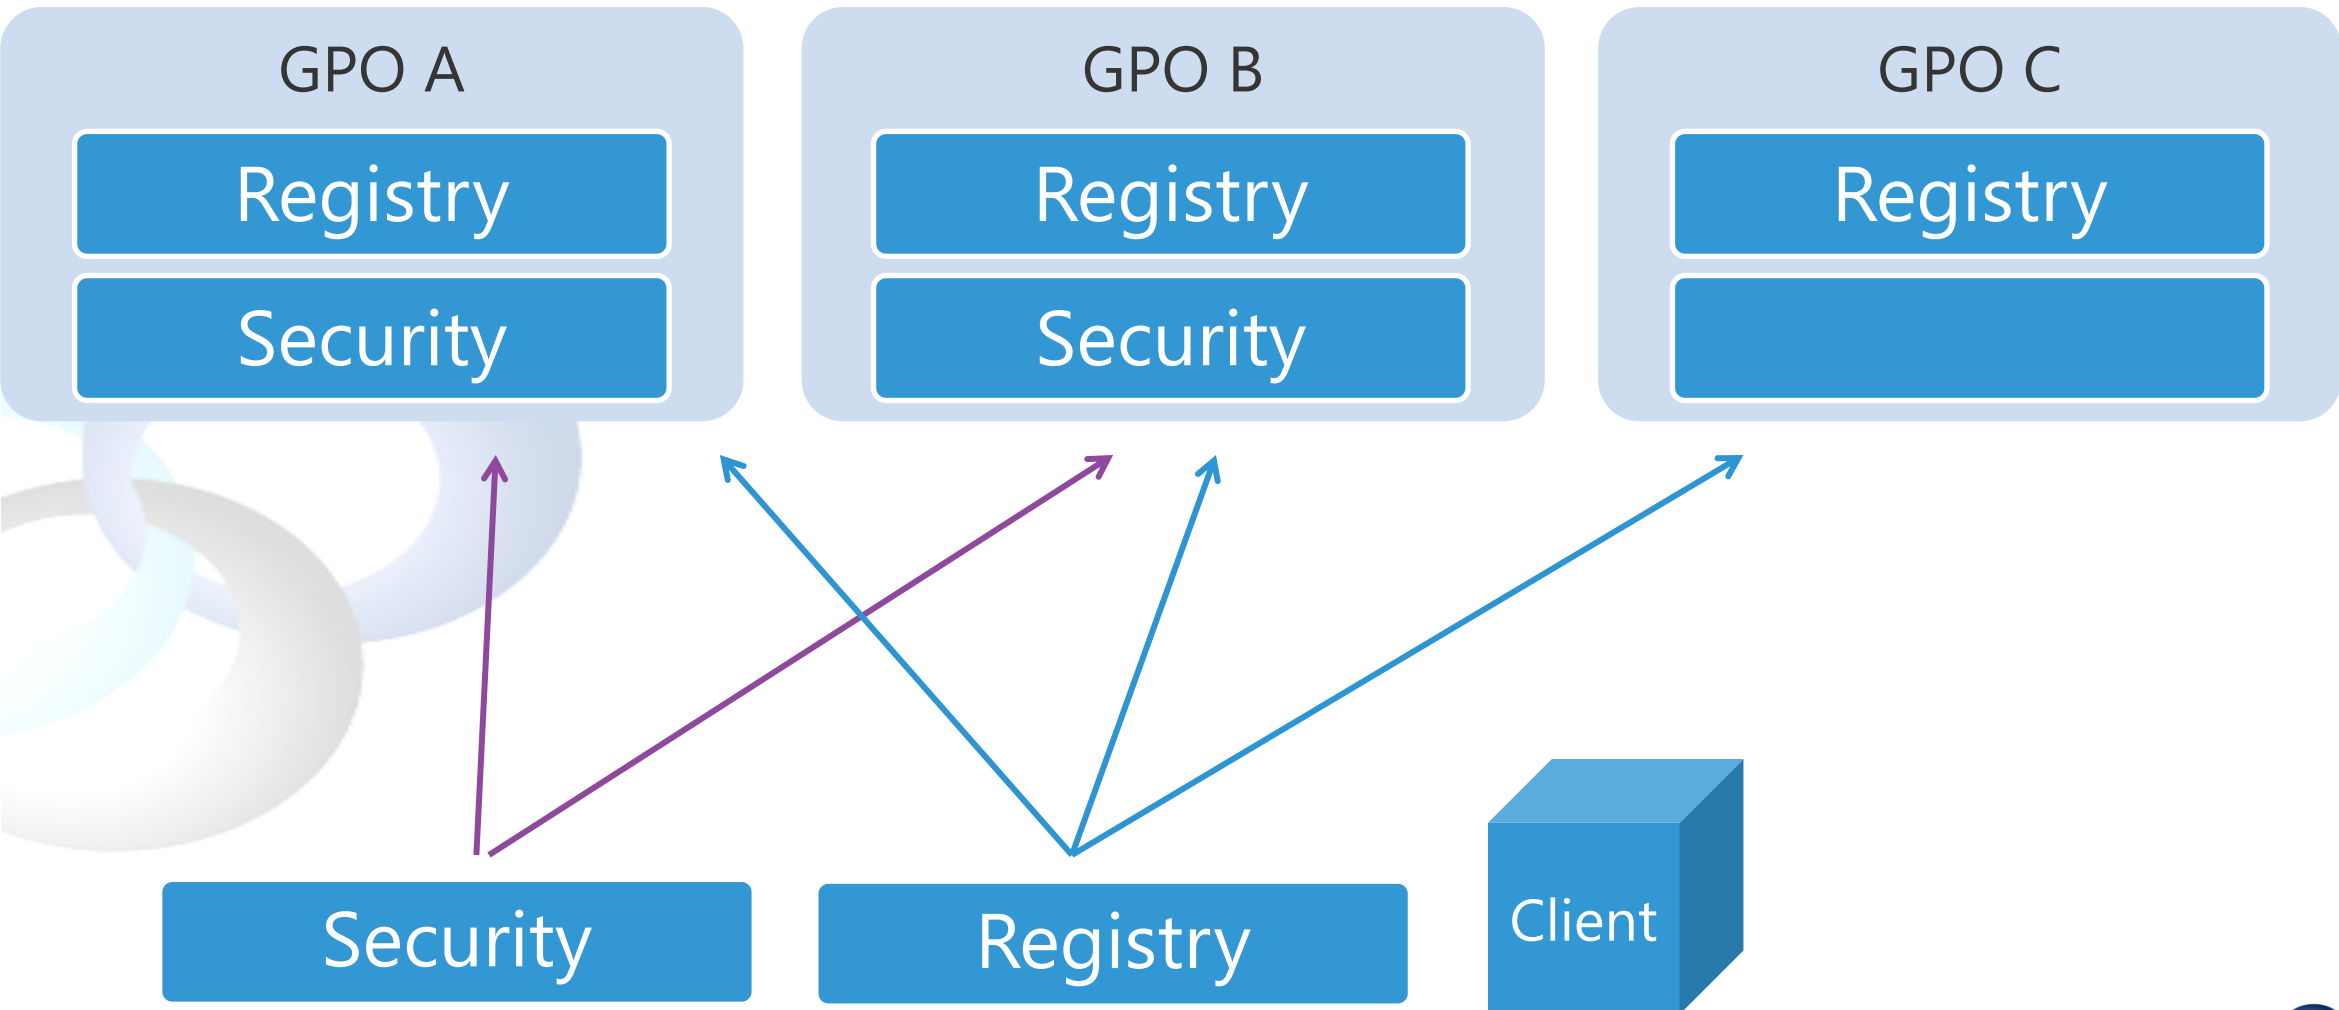 GPO A
Registry
Security
GPO B
Registry
Security
GPO C
Registry
Security
Registry
Client